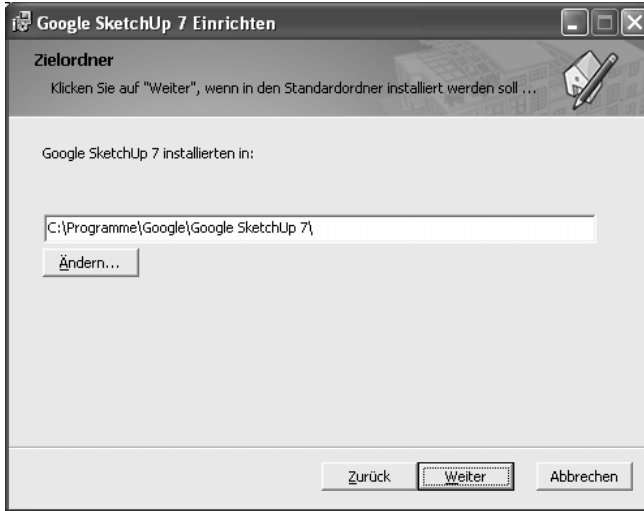 Google SketchUp 7 Einrichten
Zielordner
Klicken Sie auf "Weiter", wenn in den Standardordner installiert werden soll ...
Google SketchUp 7 installierten in:
C:\Programme\Google\Google SketchUp 7\
Ändern...
Zurück Weiter Abbrechen